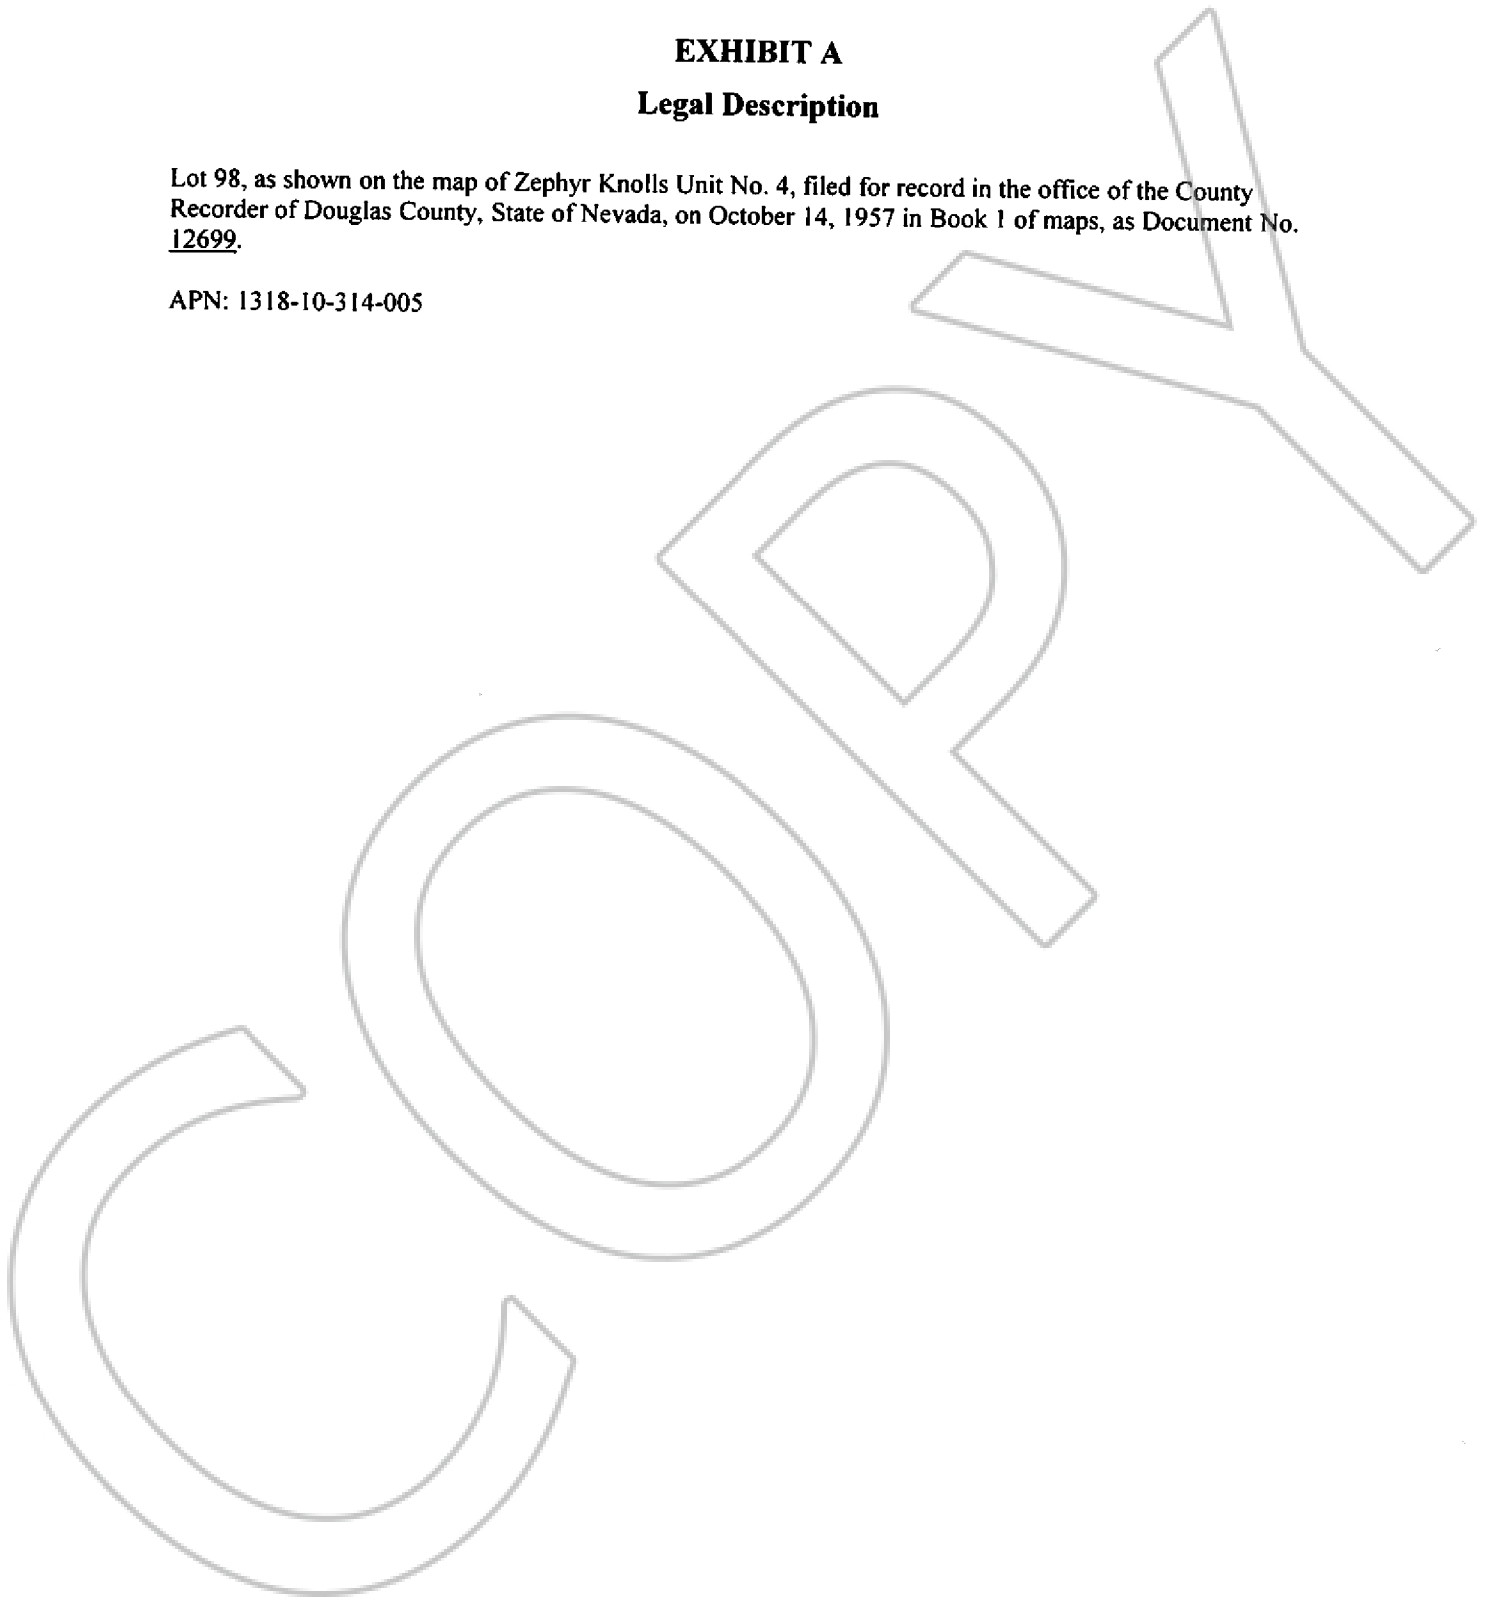 EXHIBIT A
Legal Description
Lot 98, as shown on the map of Zephyr Knolls Unit No. 4, filed for record in the office of the County
Recorder of Douglas County, State of Nevada, on October 14, 1957 in Book 1 of maps, as Document No.
12699.
APN: 1318-10-314-005
COPY